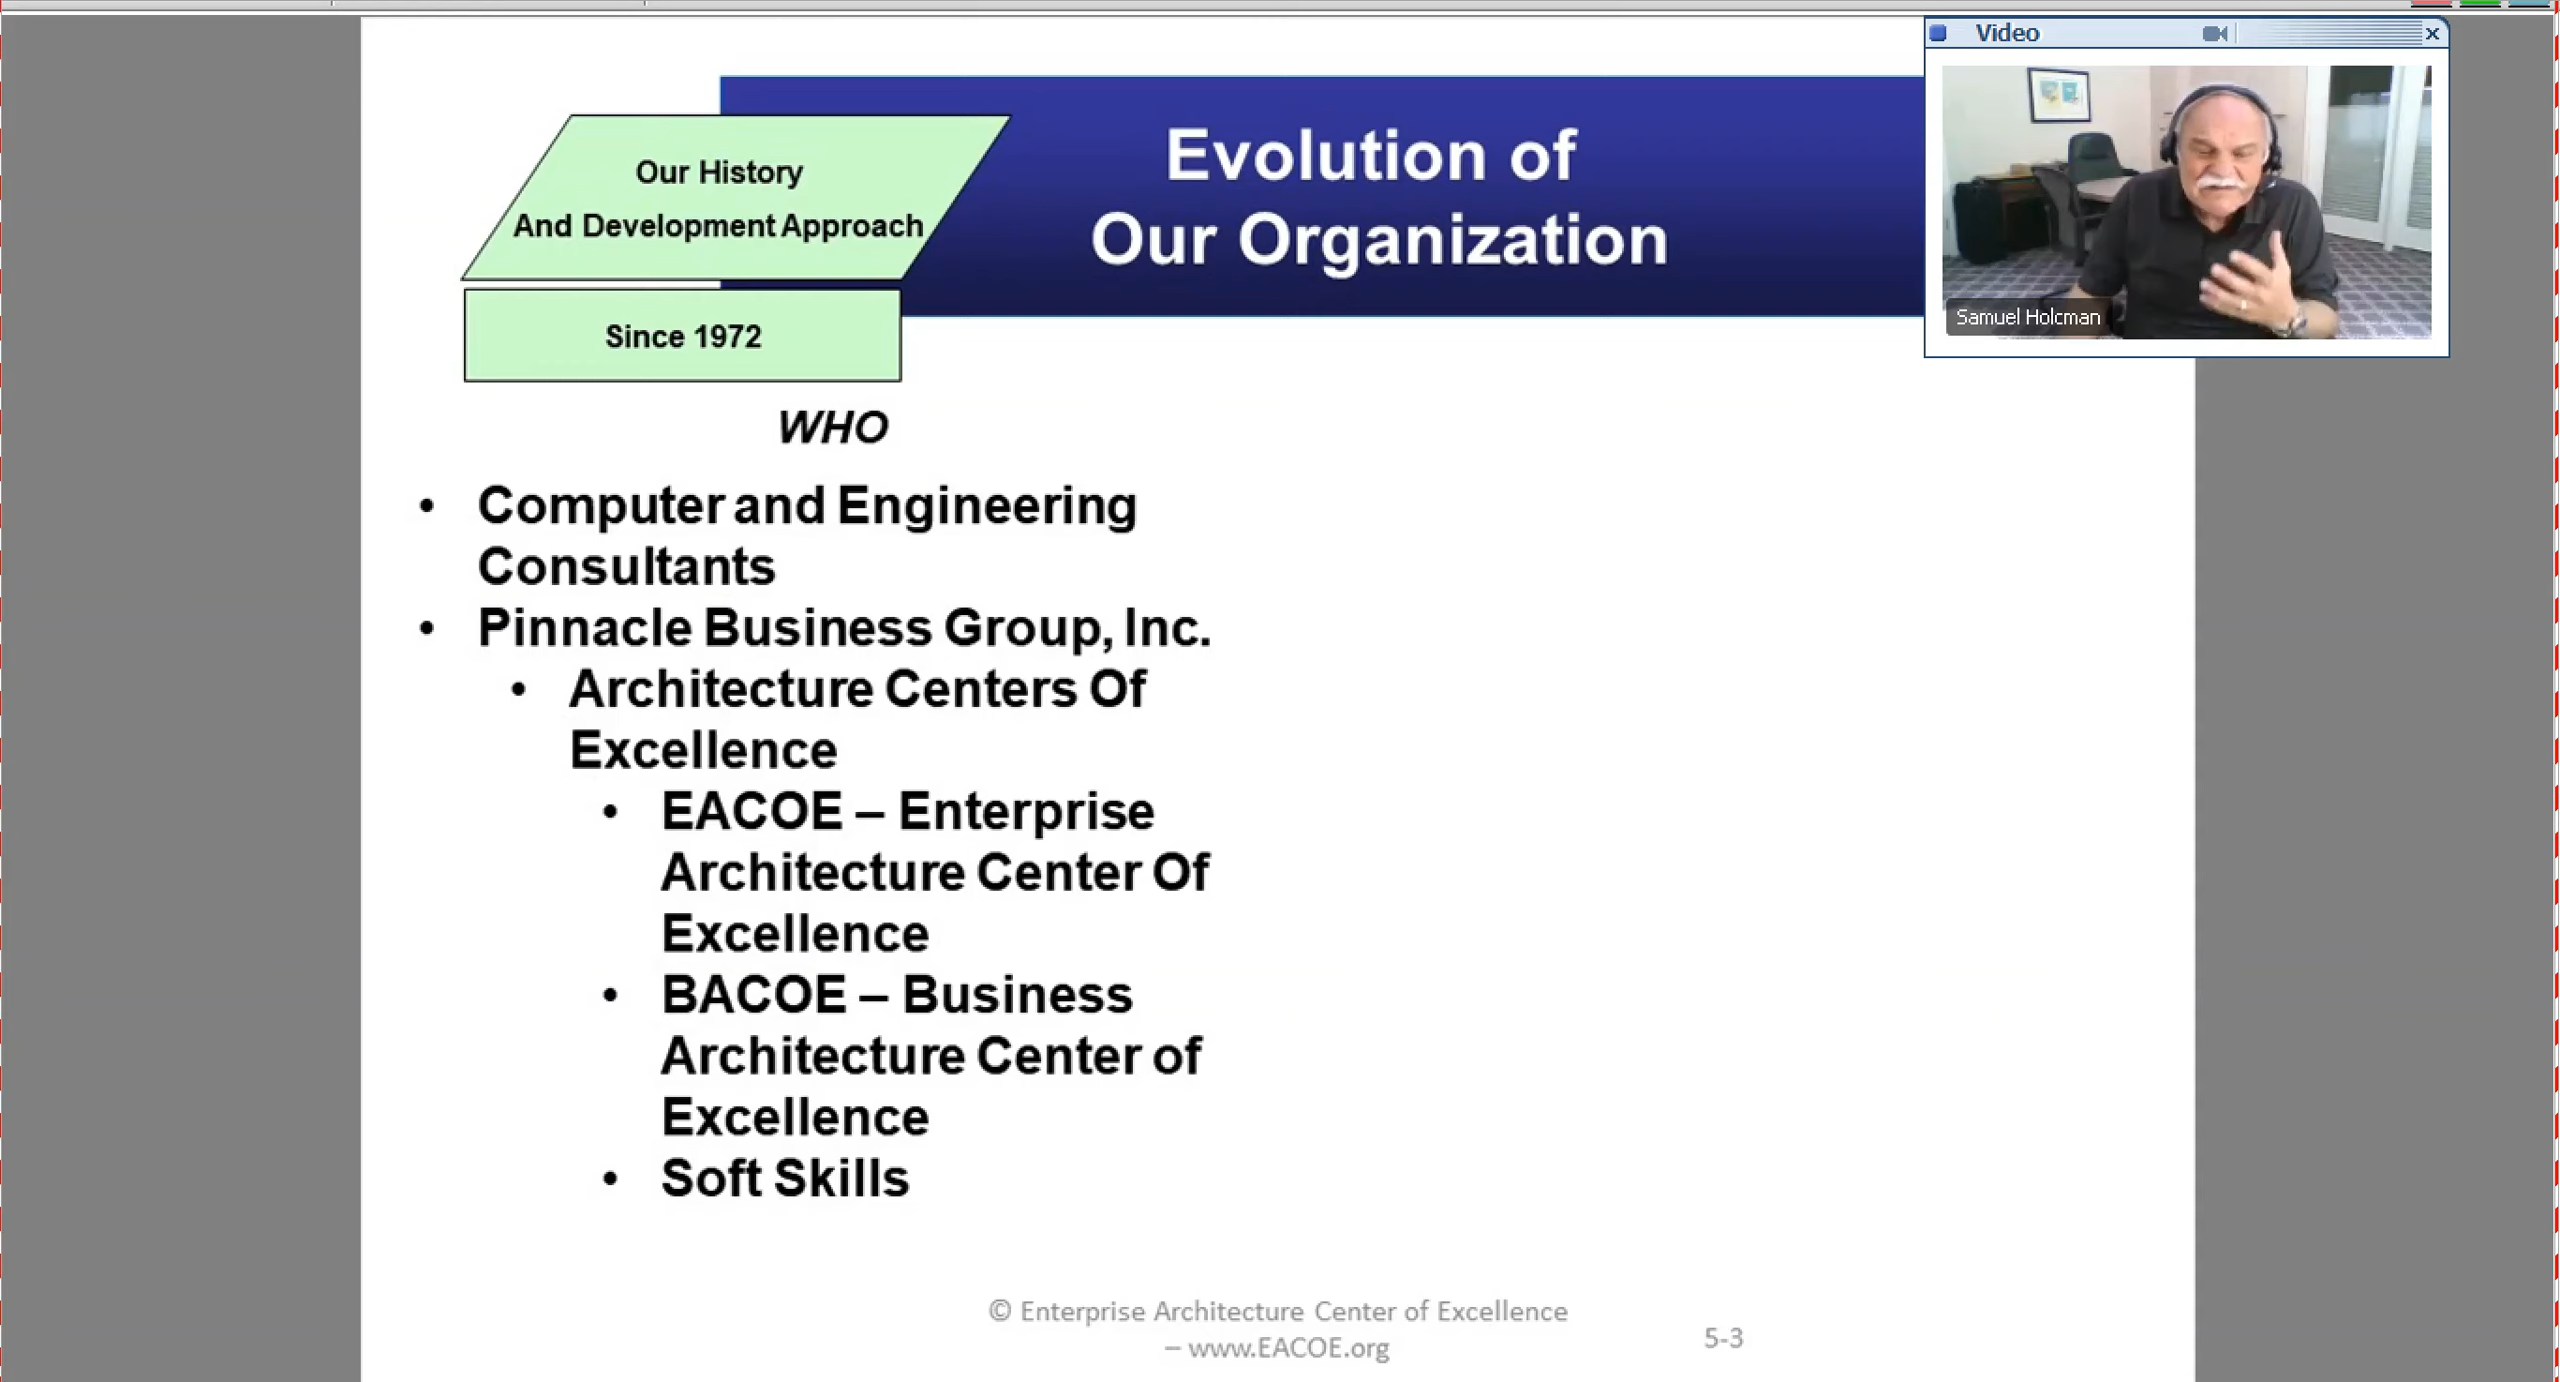 Video
Evolution of
Our Organization
Our History
And Development Approach
Since 1972
Samuel Holcman
WHO
• Computer and Engineering
Consultants
• Pinnacle Business Group, Inc.
• Architecture Centers Of
Excellence
• EACOE – Enterprise
Architecture Center Of
Excellence
• BACOE – Business
Architecture Center of
Excellence
• Soft Skills
© Enterprise Architecture Center of Excellence
– www.EACOE.org
5-3